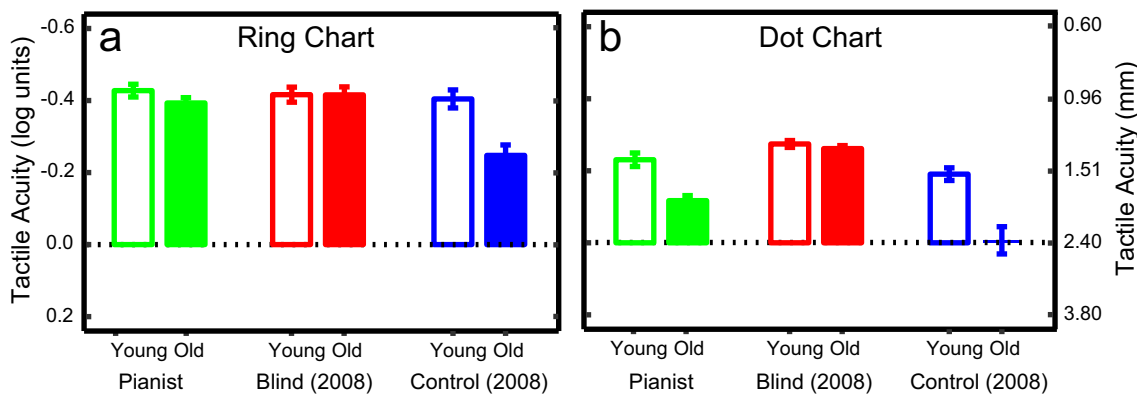 a
Ring Chart
Tactile Acuity (log units)
-0.6
-0.4
-0.2
0.0
0.2
Young Old Young Old Young Old
Pianist Blind (2008) Control (2008)
b
Dot Chart
0.60
0.96
1.51
2.40
3.80
Tactile Acuity (mm)
Young Old Young Old Young Old
Pianist Blind (2008) Control (2008)